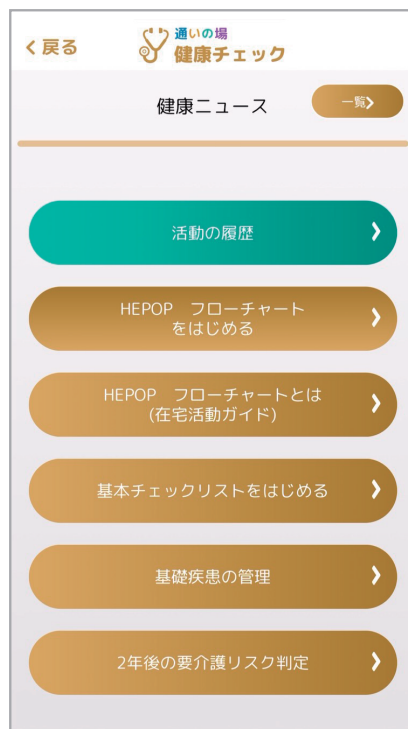 く戻る
通いの場
健康チェック
健康ニュース
一覧>
活動の履歴
HEPOP　フローチャート
をはじめる
HEPOP　フローチャートとは
(在宅活動ガイド)
基本チェックリストをはじめる
基礎疾患の管理
2年後の要介護リスク判定